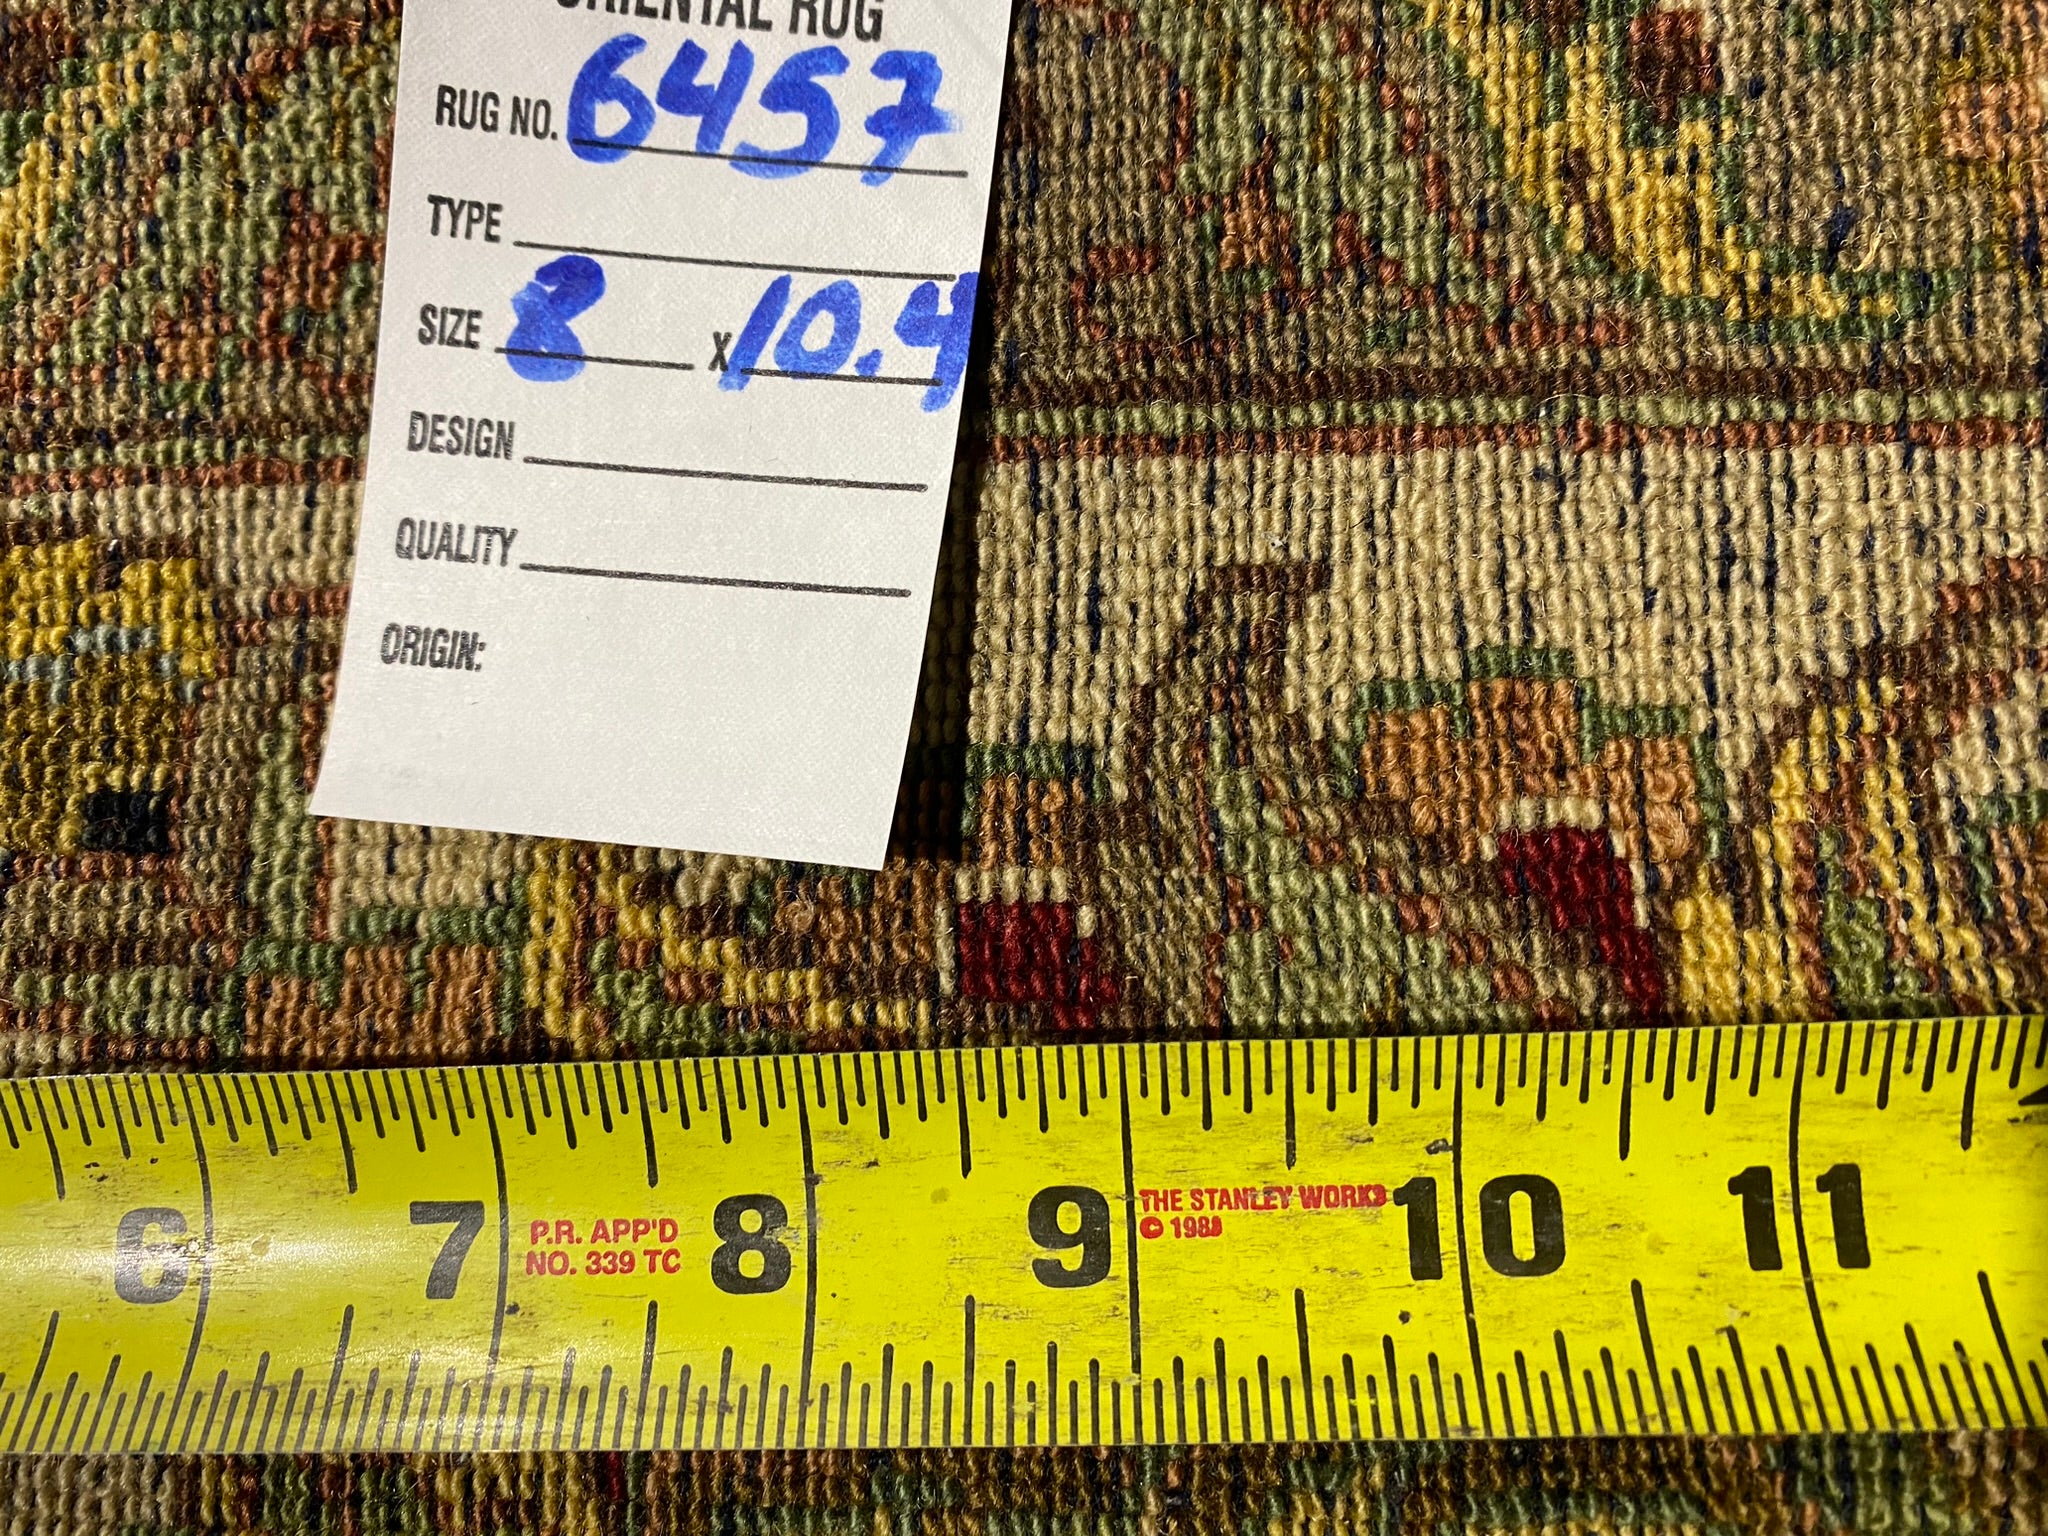 ORIENTAL RUG
RUG NO. 6457
TYPE
SIZE 8 x 10.4
DESIGN
QUALITY
ORIGIN:
6 7 8 9 10 11
P.R. APP'D
NO. 339 TC
THE STANLEY WORKS